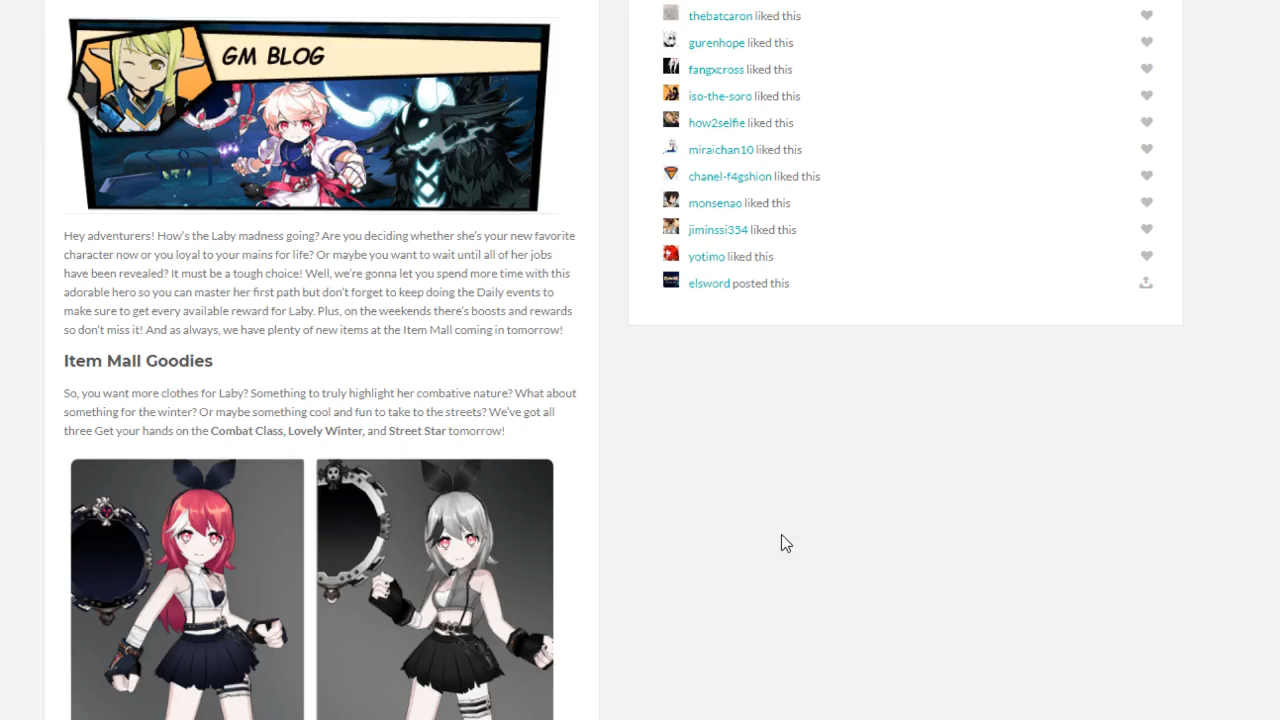 GM BLOG
Hey adventurers! How's the Laby madness going? Are you deciding whether she's your new favorite
character now or you loyal to your mains for life? Or maybe you want to wait until all of her jobs
have been revealed? It must be a tough choice! Well, we're gonna let you spend more time with this
adorable hero so you can master her first path but don't forget to keep doing the Daily events to
make sure to get every available reward for Laby. Plus, on the weekends there's boosts and rewards
so don't miss it! And as always, we have plenty of new items at the Item Mall coming in tomorrow!
Item Mall Goodies
So, you want more clothes for Laby? Something to truly highlight her combative nature? What about
something for the winter? Or maybe something cool and fun to take to the streets? We've got all
three Get your hands on the Combat Class, Lovely Winter, and Street Star tomorrow!
thebatcaron liked this
gurenhope liked this
fangxcross liked this
iso-the-soro liked this
how2selfie liked this
miraichan10 liked this
chanel-f4gshion liked this
monsenao liked this
jiminssi354 liked this
yotimo liked this
elsword posted this